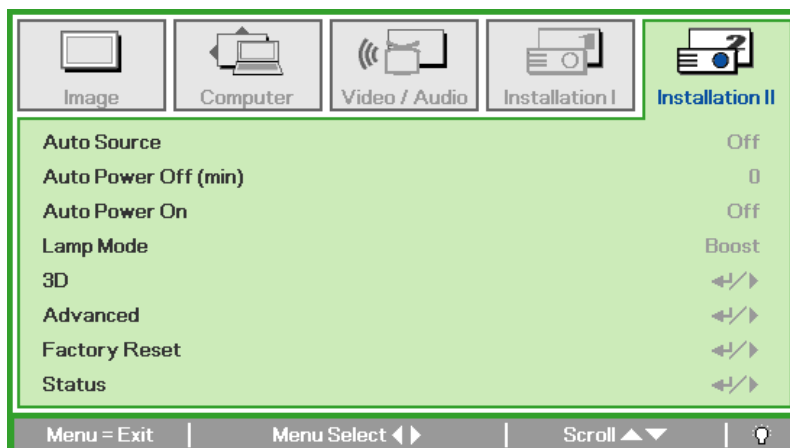 Image Computer Video / Audio Installation I Installation II
Auto Source Off
Auto Power Off (min) 0
Auto Power On Off
Lamp Mode Boost
3D
Advanced
Factory Reset
Status
Menu = Exit Menu Select Scroll